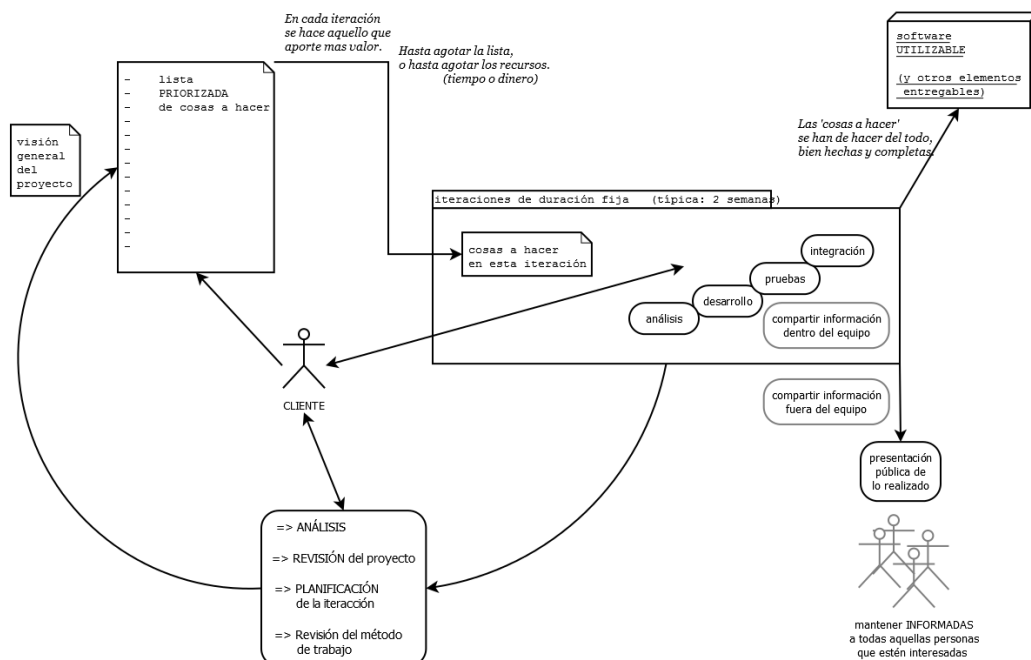 En cada iteración
se hace aquello que
aporte mas valor.
Hasta agotar la lista,
o hasta agotar los recursos.
(tiempo o dinero)
software
UTILIZABLE
(y otros elementos
entregables)
- lista
- PRIORIZADA
- de cosas a hacer
-
-
-
-
-
-
-
-
-
-
visión
general
del
proyecto
Las 'cosas a hacer'
se han de hacer del todo,
bien hechas y completas.
iteraciones de duración fija (típica: 2 semanas)
cosas a hacer
en esta iteración
integración
pruebas
desarrollo
análisis
compartir información
dentro del equipo
CLIENTE
compartir información
fuera del equipo
presentación
pública de
lo realizado
=> ANÁLISIS
=> REVISIÓN del proyecto
=> PLANIFICACIÓN
de la iteracción
=> Revisión del método
de trabajo
mantener INFORMADAS
a todas aquellas personas
que estén interesadas